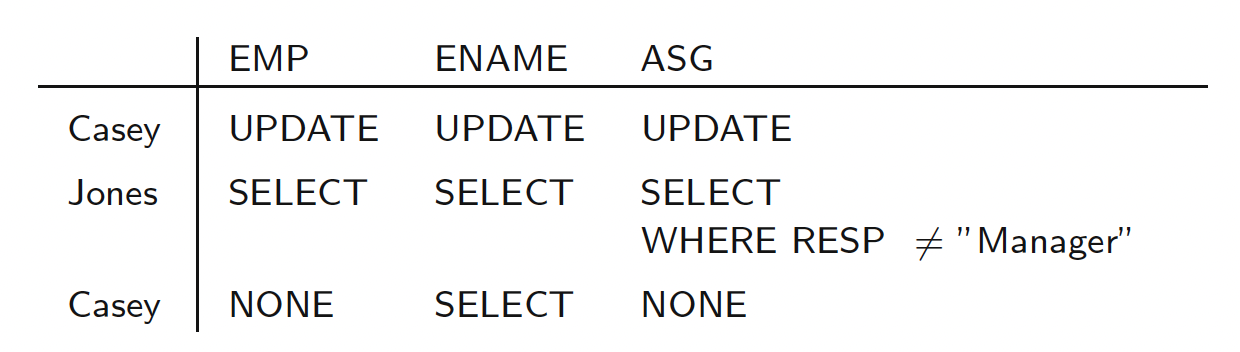 EMP ENAME ASG
Casey UPDATE UPDATE UPDATE
Jones SELECT SELECT SELECT
WHERE RESP ≠ ”Manager”
Casey NONE SELECT NONE